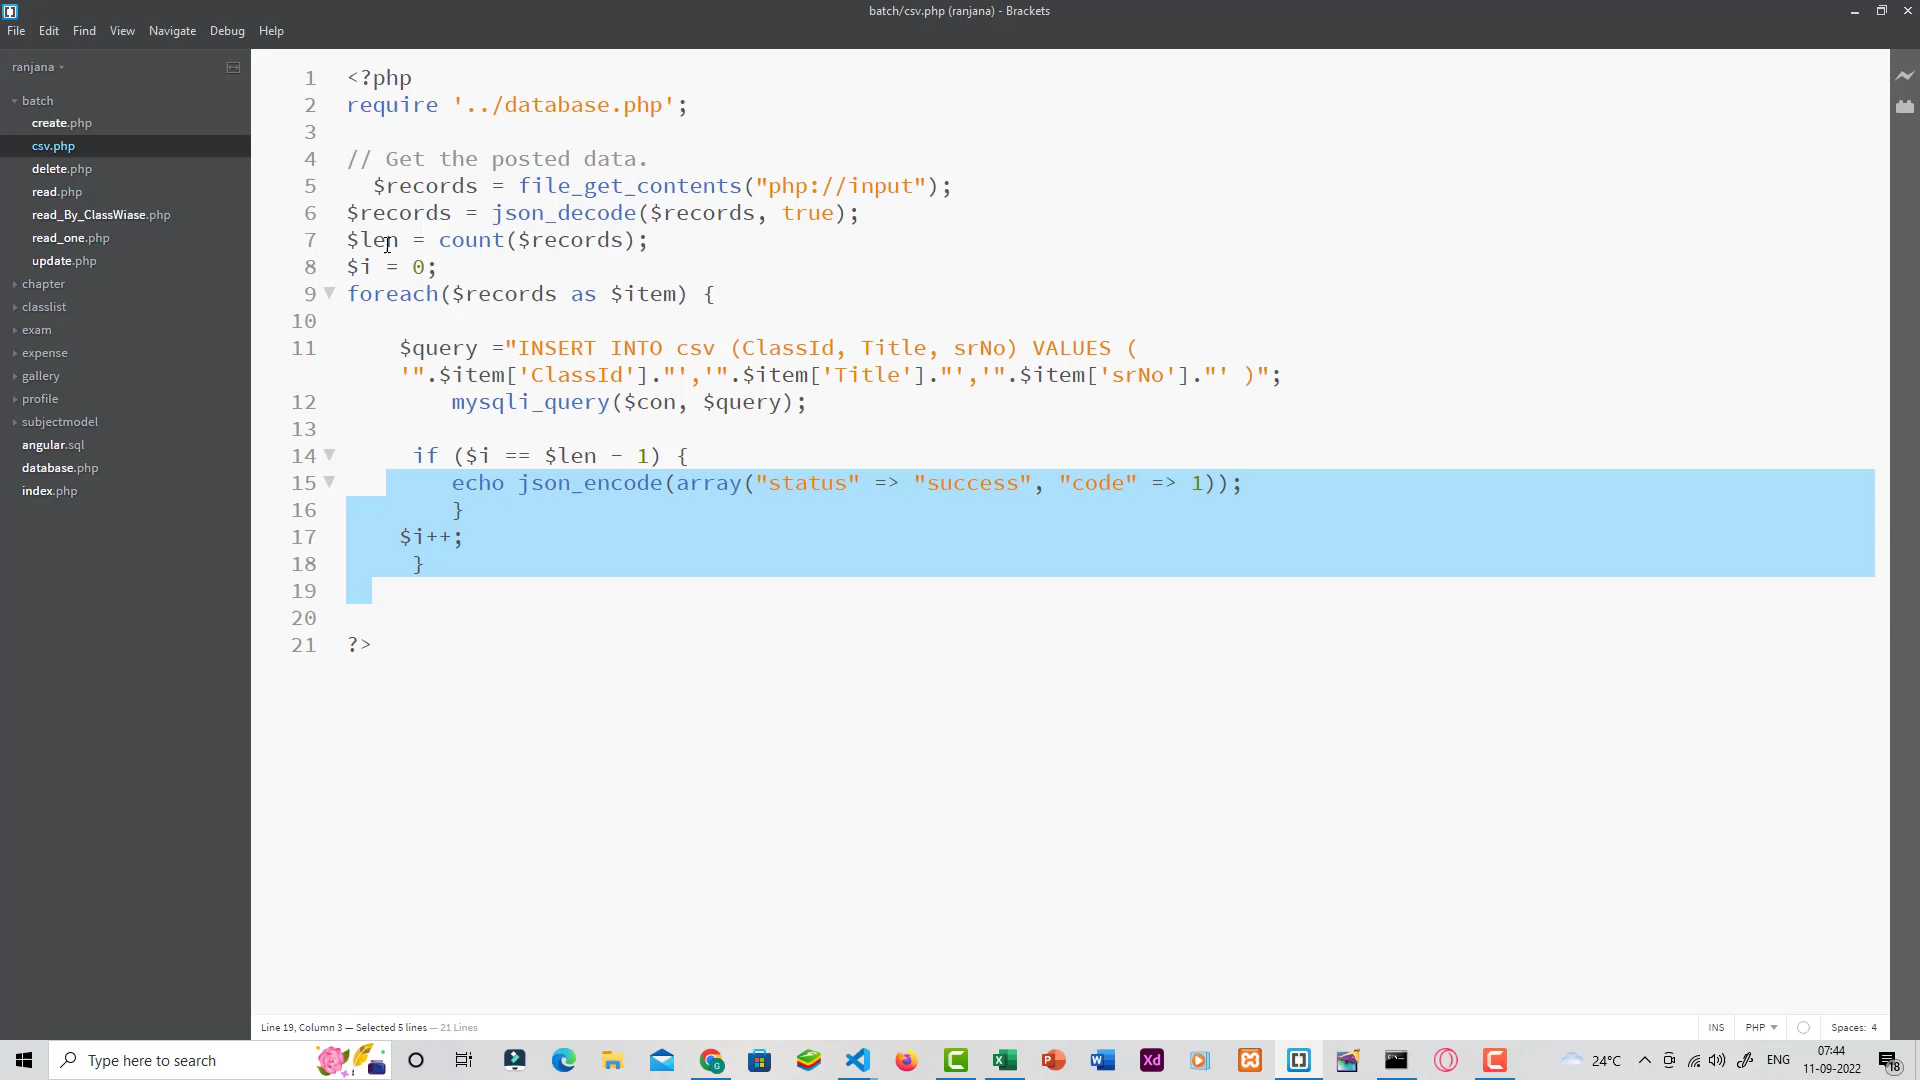 batch/csv.php (ranjana) - Brackets
File Edit Find View Navigate Debug Help
ranjana
batch
create.php
csv.php
delete.php
read.php
read_By_ClassWiase.php
read_one.php
update.php
chapter
classlist
exam
expense
gallery
profile
subjectmodel
angular.sql
database.php
index.php
1 <?php
2 require '../database.php';
3
4 // Get the posted data.
5 $records = file_get_contents("php://input");
6 $records = json_decode($records, true);
7 $len = count($records);
8 $i = 0;
9 foreach($records as $item) {
10
11 $query ="INSERT INTO csv (ClassId, Title, srNo) VALUES (
'".$item['ClassId']."','".$item['Title']."','".$item['srNo']."' )";
12 mysqli_query($con, $query);
13
14 if ($i == $len - 1) {
15 echo json_encode(array("status" => "success", "code" => 1));
16 }
17 $i++;
18 }
19
20
21 ?>
Line 19, Column 3 — Selected 5 lines — 21 Lines
INS PHP Spaces: 4
Type here to search
24°C ENG
07:44
11-09-2022
18